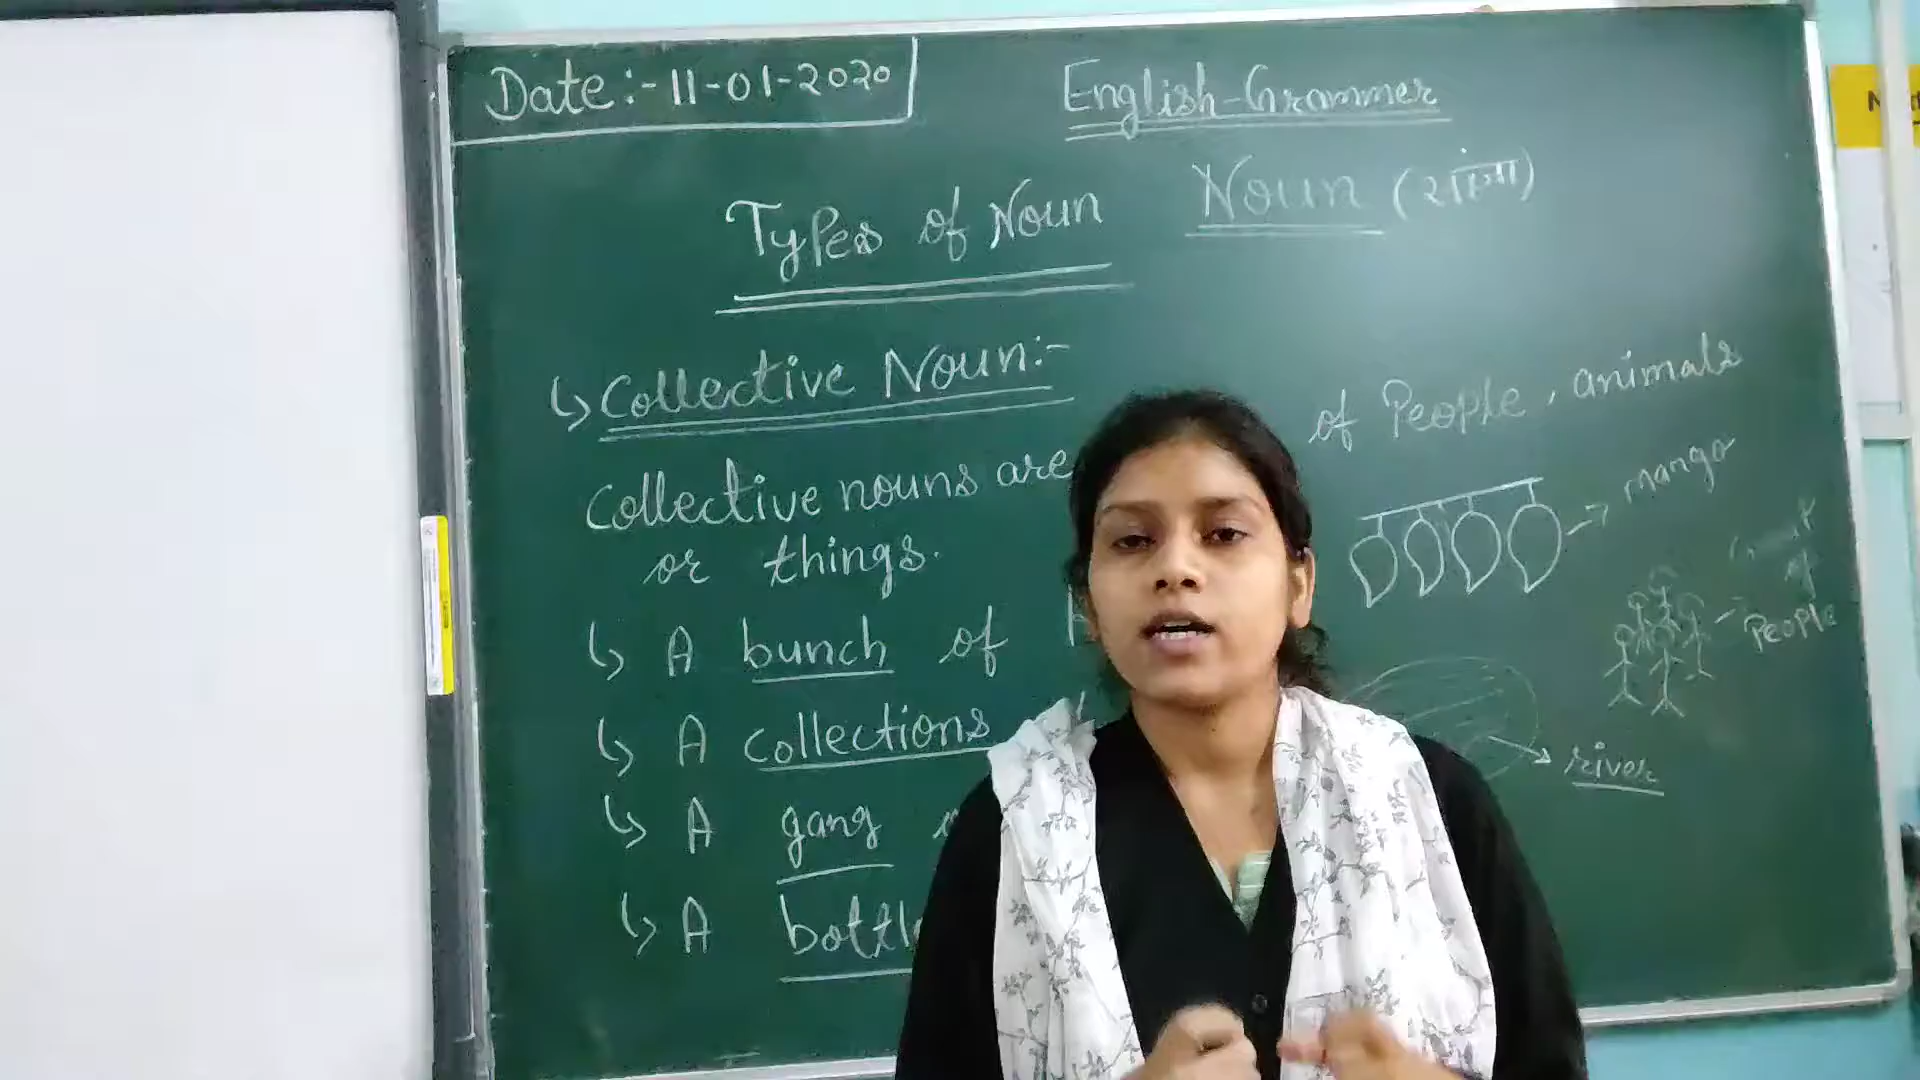 Date:- 11-01-2020
English-Grammer
Types of Noun
Noun (संज्ञा)
↳ Collective Noun:-
Collective nouns are
of People, animals
or things.
mango
↳ A bunch of
of
People
↳ A collections
river
↳ A gang
↳ A